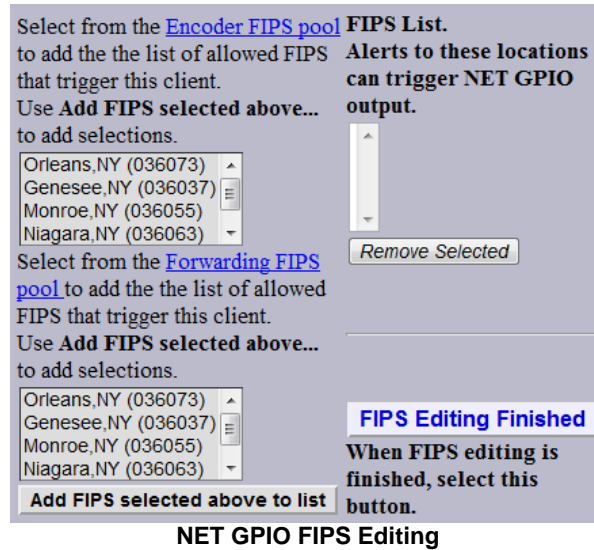 Select from the Encoder FIPS pool
to add the the list of allowed FIPS
that trigger this client.
Use Add FIPS selected above...
to add selections.
Orleans,NY (036073)
Genesee,NY (036037)
Monroe,NY (036055)
Niagara,NY (036063)
Select from the Forwarding FIPS
pool to add the the list of allowed
FIPS that trigger this client.
Use Add FIPS selected above...
to add selections.
Orleans,NY (036073)
Genesee,NY (036037)
Monroe,NY (036055)
Niagara,NY (036063)
Add FIPS selected above to list
FIPS List.
Alerts to these locations
can trigger NET GPIO
output.
Remove Selected
FIPS Editing Finished
When FIPS editing is
finished, select this
button.
NET GPIO FIPS Editing